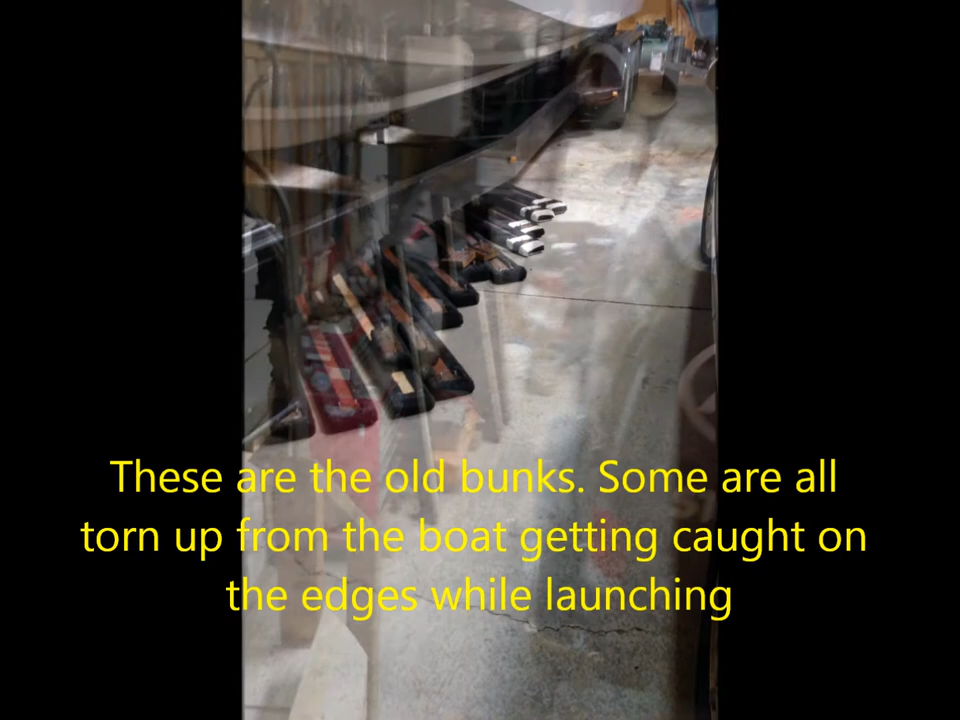 These are the old bunks. Some are all
torn up from the boat getting caught on
the edges while launching